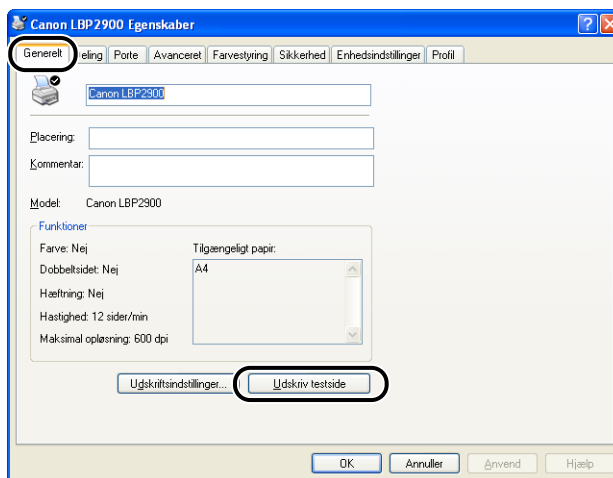 Canon LBP2900 Egenskaber
Generelt eling Porte Avanceret Farvestyring Sikkerhed Enhedsindstillinger Profil
Canon LBP2900
Placering:
Kommentar:
Model: Canon LBP2900
Funktioner
Farve: Nej Tilgængeligt papir:
Dobbeltsidet: Nej A4
Hæftning: Nej
Hastighed: 12 sider/min
Maksimal opløsning: 600 dpi
Udskriftsindstillinger... Udskriv testside
OK Annuller Anvend Hjælp